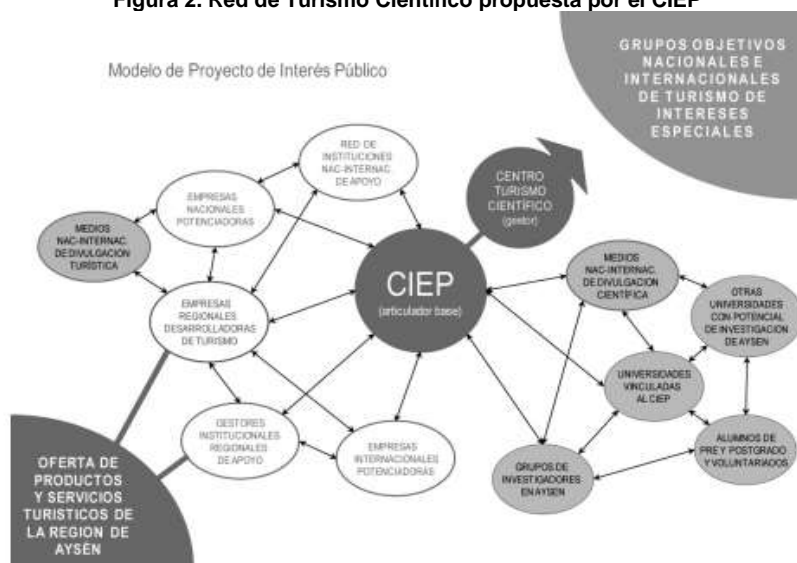 Figura 2. Red de Turismo Científico propuesta por el CIEP
Modelo de Proyecto de Interés Público
GRUPOS OBJETIVOS
NACIONALES E
INTERNACIONALES
DE TURISMO DE
INTERESES
ESPECIALES
RED DE
INSTITUCIONES
NAC-INTERNAC.
DE APOYO
CENTRO
TURISMO
CIENTÍFICO
(gestor)
EMPRESAS
NACIONALES
POTENCIADORAS
MEDIOS
NAC-INTERNAC.
DE DIVULGACIÓN
TURÍSTICA
CIEP
(articulador base)
MEDIOS
NAC-INTERNAC.
DE DIVULGACIÓN
CIENTÍFICA
OTRAS
UNIVERSIDADES
CON POTENCIAL
DE INVESTIGACIÓN
DE AYSEN
EMPRESAS
REGIONALES
DESARROLLADORAS
DE TURISMO
UNIVERSIDADES
VINCULADAS
AL CIEP
GESTORES
INSTITUCIONALES
REGIONALES
DE APOYO
EMPRESAS
INTERNACIONALES
POTENCIADORAS
GRUPOS DE
INVESTIGADORES
EN AYSEN
ALUMNOS DE
PRE Y POSTGRADO
Y VOLUNTARIADOS
OFERTA DE
PRODUCTOS
Y SERVICIOS
TURISTICOS DE
LA REGION DE
AYSÉN